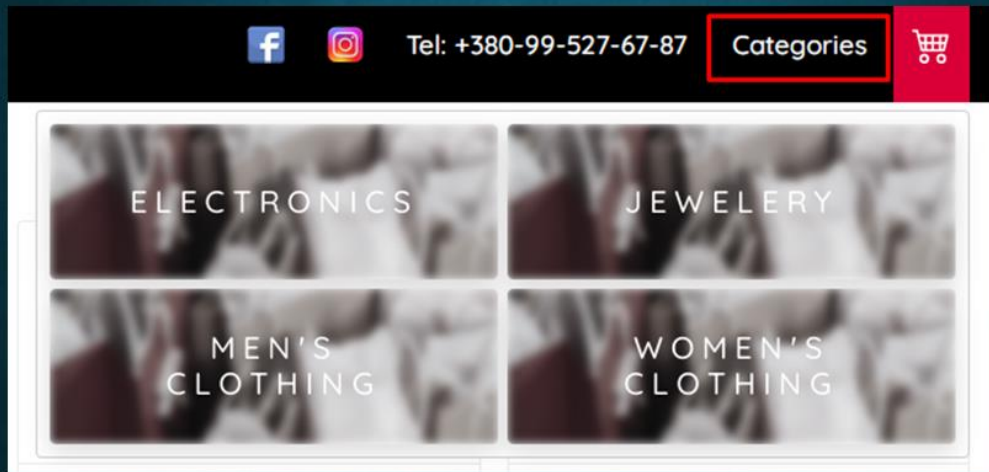 Tel: +380-99-527-67-87 Categories
ELECTRONICS JEWELERY
MEN'S WOMEN'S
CLOTHING CLOTHING